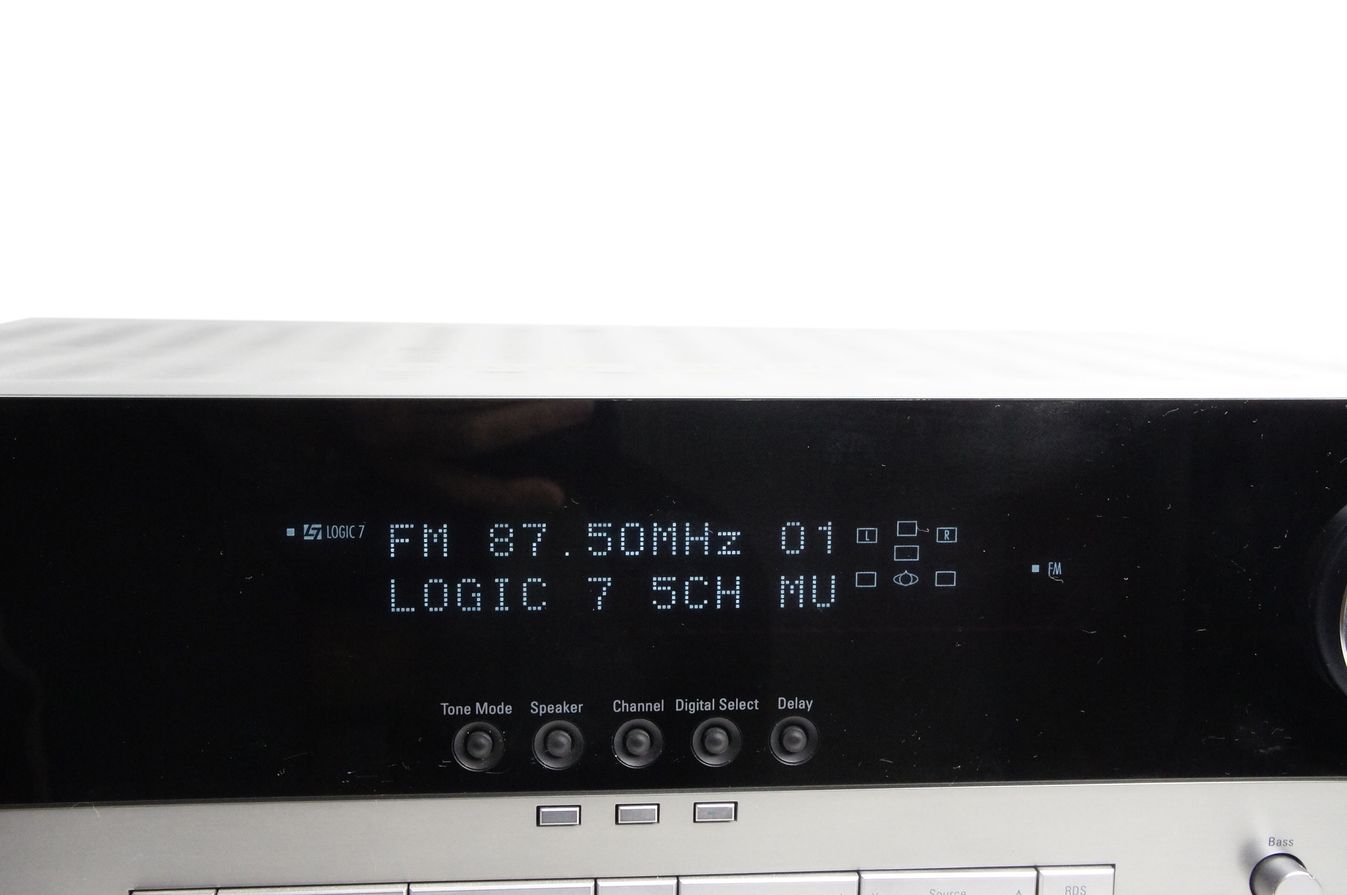 LOGIC 7 FM 87.50MHz 01 L R
LOGIC 7 5CH MU
FM
Tone Mode Speaker Channel Digital Select Delay
Bass
Source RDS